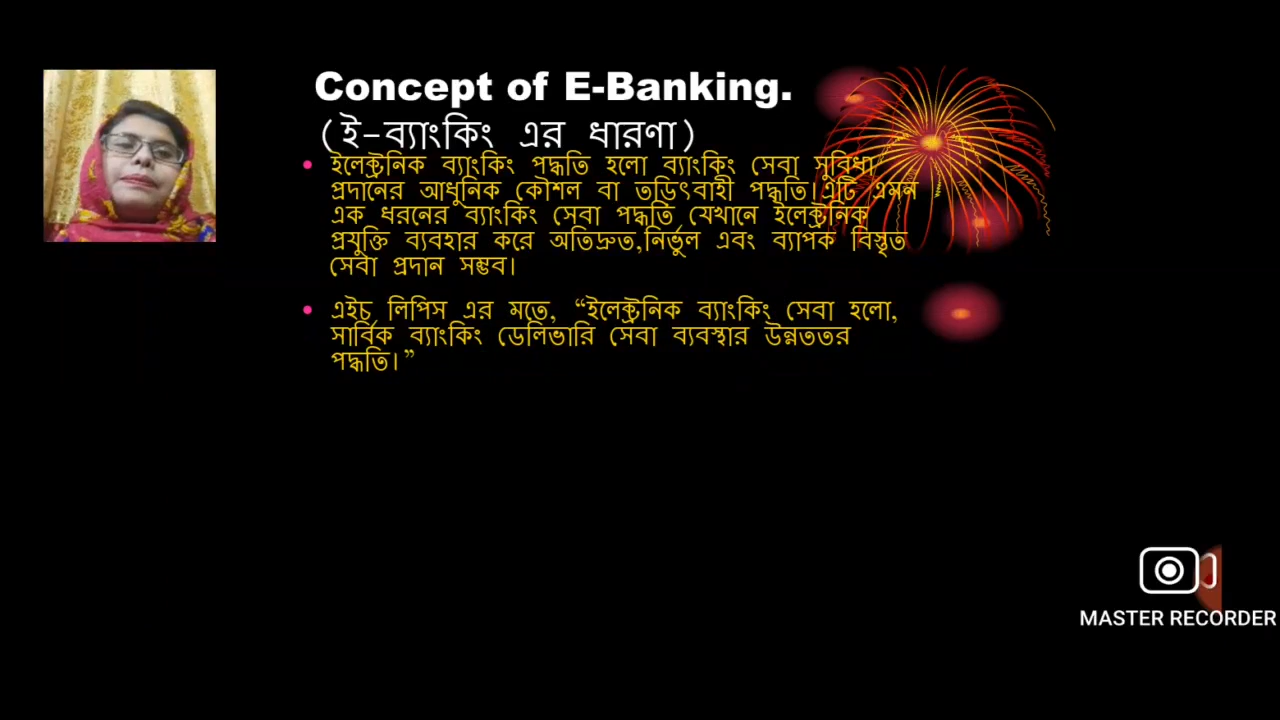 Concept of E-Banking.
(ই-ব্যাংকিং এর ধারণা)
• ইলেক্ট্রনিক ব্যাংকিং পদ্ধতি হলো ব্যাংকিং সেবা সুবিধা
প্রদানের আধুনিক কৌশল বা তড়িৎবাহী পদ্ধতি।এটি এমন
এক ধরনের ব্যাংকিং সেবা পদ্ধতি যেখানে ইলেক্ট্রনিক
প্রযুক্তি ব্যবহার করে অতিদ্রুত,নির্ভুল এবং ব্যাপক বিস্তৃত
সেবা প্রদান সম্ভব।
• এইচ লিপিস এর মতে, “ইলেক্ট্রনিক ব্যাংকিং সেবা হলো,
সার্বিক ব্যাংকিং ডেলিভারি সেবা ব্যবস্থার উন্নততর
পদ্ধতি।”
MASTER RECORDER